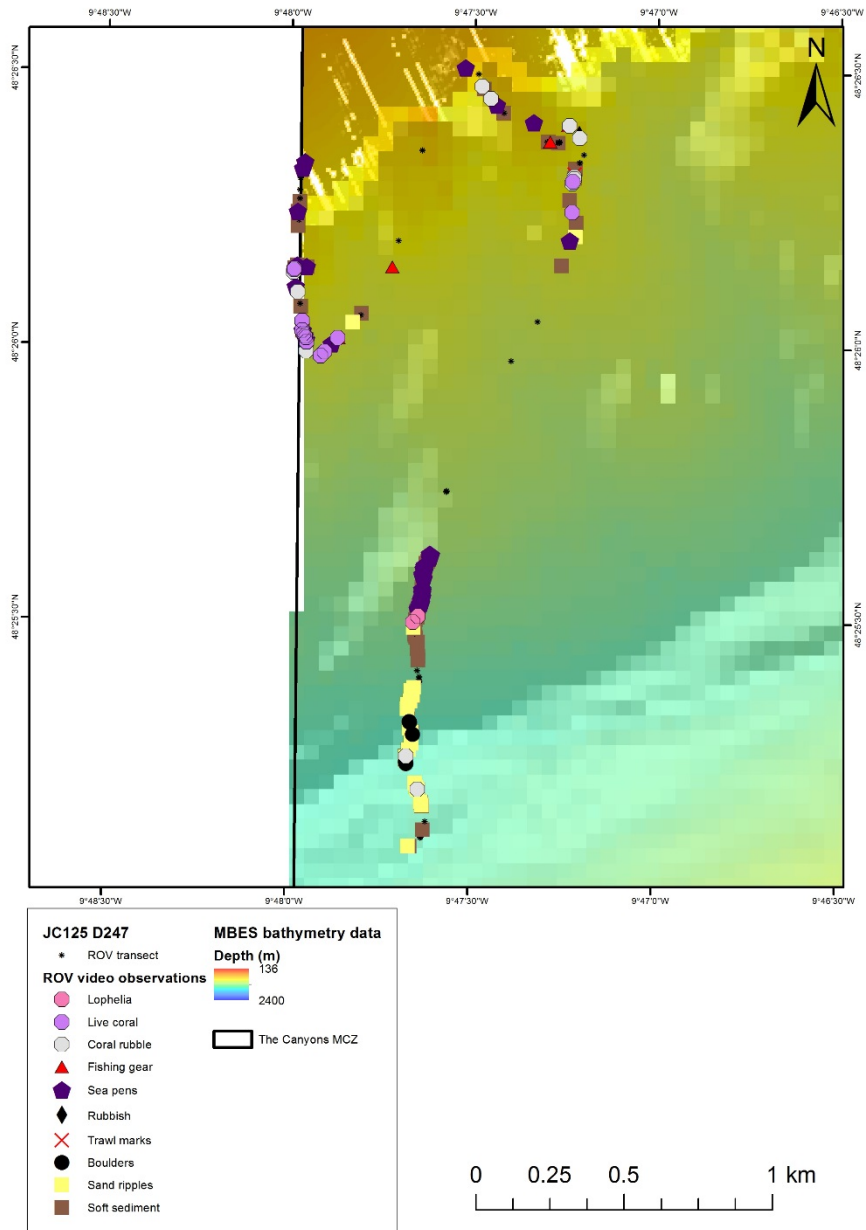 9°48'30"W 9°48'0"W 9°47'30"W 9°47'0"W 9°46'30"W
N
48°26'30"N 48°26'30"N
48°26'0"N 48°26'0"N
48°25'30"N 48°25'30"N
9°48'30"W 9°48'0"W 9°47'30"W 9°47'0"W 9°46'30"W
JC125 D247
ROV transect
ROV video observations
Lophelia
Live coral
Coral rubble
Fishing gear
Sea pens
Rubbish
Trawl marks
Boulders
Sand ripples
Soft sediment
MBES bathymetry data
Depth (m)
136
2400
The Canyons MCZ
0 0.25 0.5 1 km